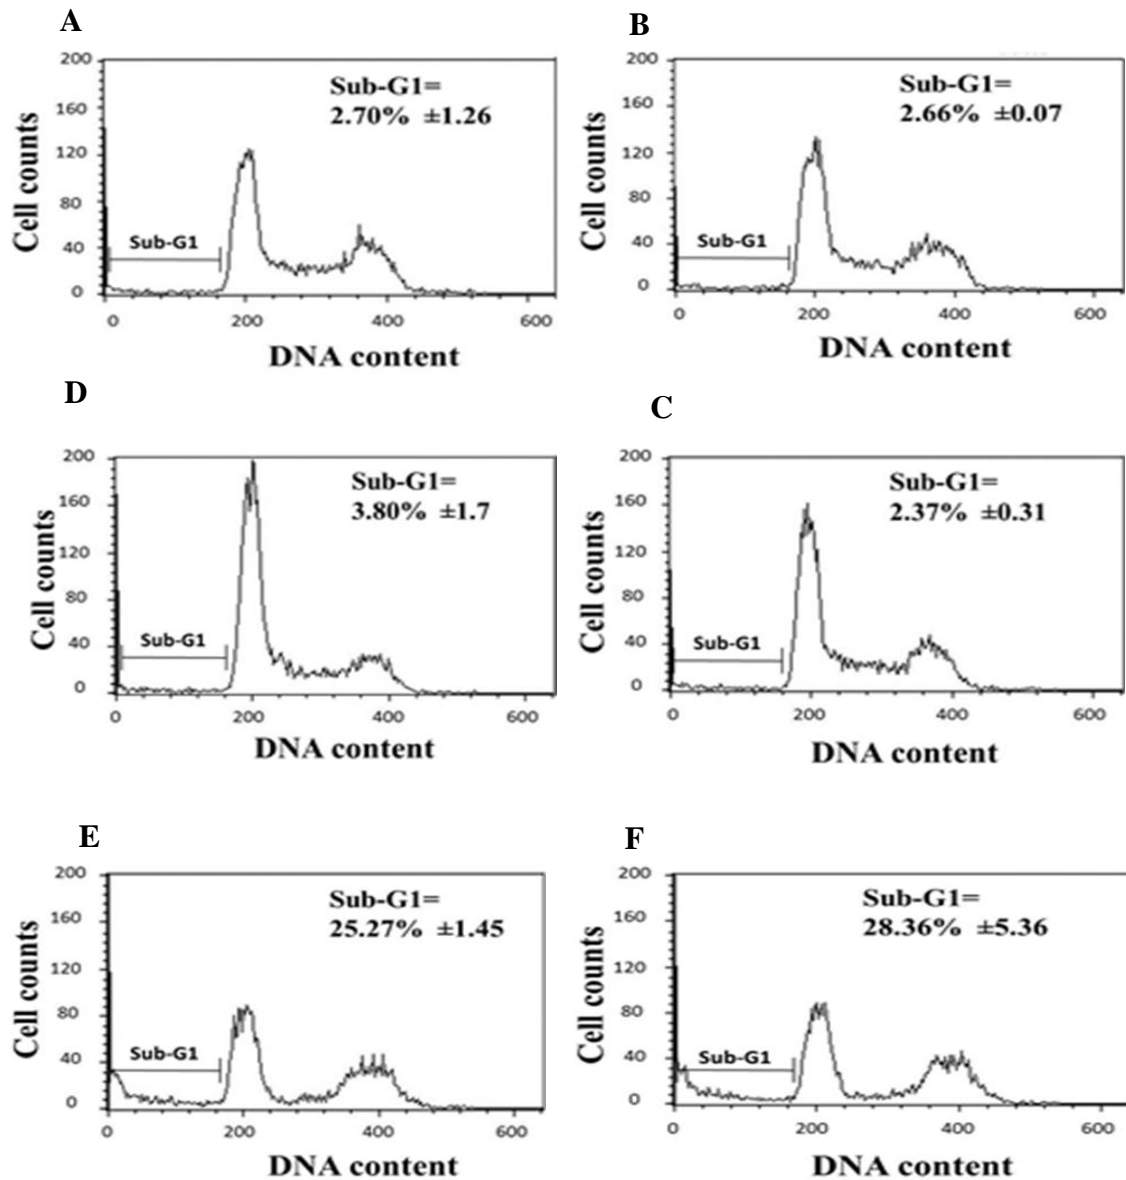 A
200
160
120
80
40
0
Cell counts
Sub-G1=
2.70% ±1.26
Sub-G1
0 200 400 600
DNA content
B
200
160
120
80
40
0
Cell counts
Sub-G1=
2.66% ±0.07
Sub-G1
0 200 400 600
DNA content
D
200
160
120
80
40
0
Cell counts
Sub-G1=
3.80% ±1.7
Sub-G1
0 200 400 600
DNA content
C
200
160
120
80
40
0
Cell counts
Sub-G1=
2.37% ±0.31
Sub-G1
0 200 400 600
DNA content
E
200
160
120
80
40
0
Cell counts
Sub-G1=
25.27% ±1.45
Sub-G1
0 200 400 600
DNA content
F
200
160
120
80
40
0
Cell counts
Sub-G1=
28.36% ±5.36
Sub-G1
0 200 400 600
DNA content